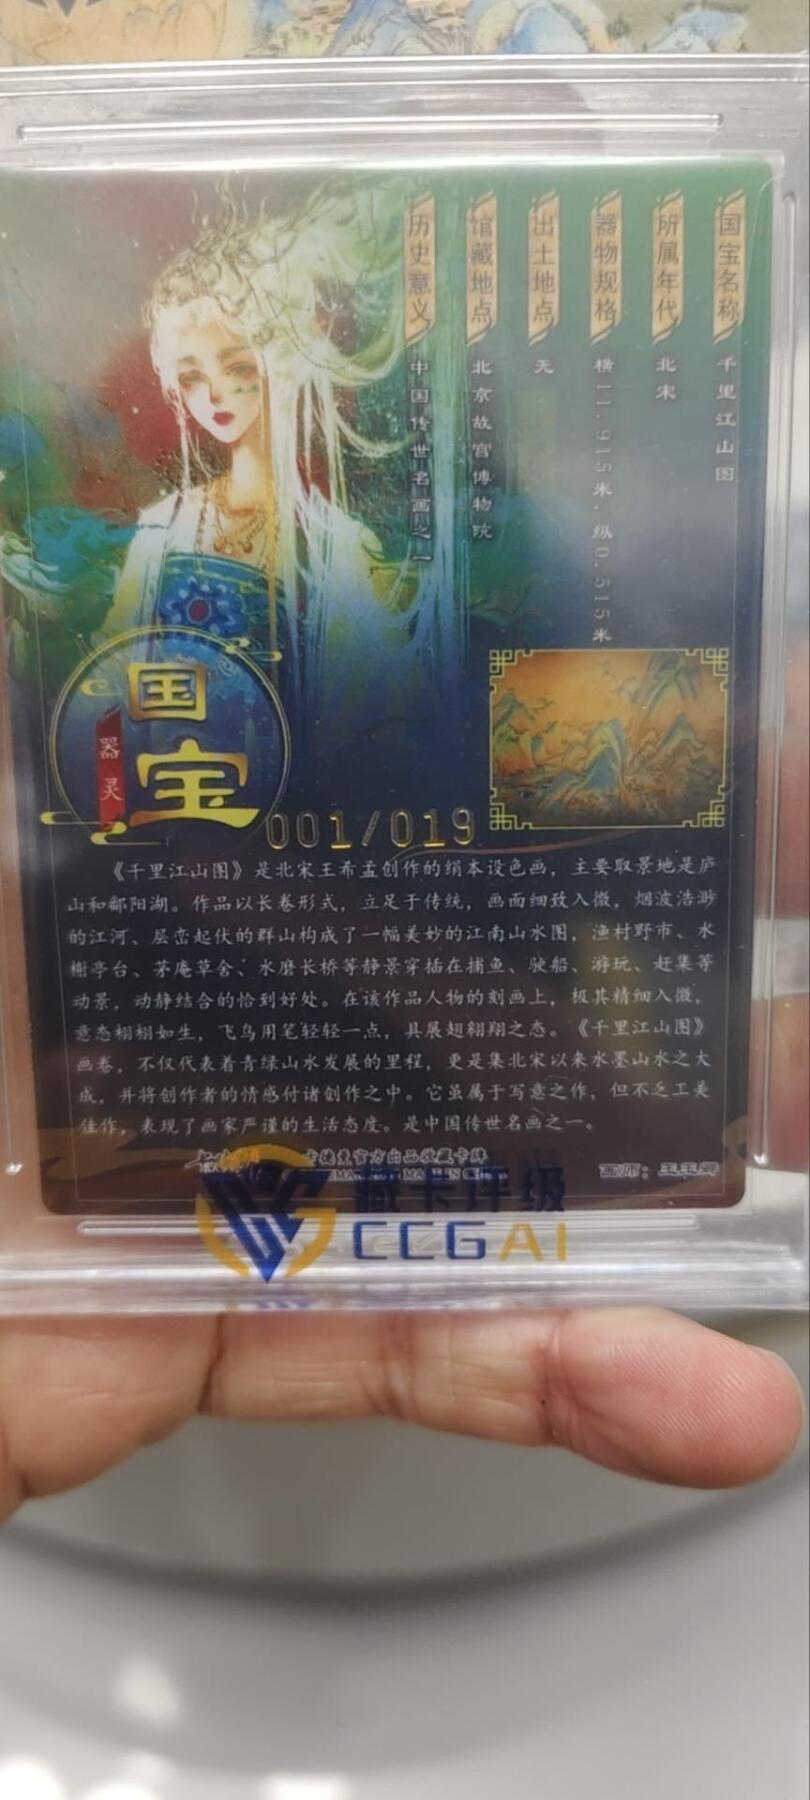 国宝名称
千里江山图
所属年代
北宋
器物规格
横11.915米，纵0.515米
出土地点
无
馆藏地点
北京故宫博物院
历史意义
中国传世名画之一
国宝
器灵
001/019
《千里江山图》是北宋王希孟创作的绢本设色画，主要取景地是庐
山和鄱阳湖。作品以长卷形式，立足于传统，画面细致入微，烟波浩渺
的江河、层峦起伏的群山构成了一幅美妙的江南山水图，渔村野市、水
榭亭台、茅庵草舍、水磨长桥等静景穿插在捕鱼、驶船、游玩、赶集等
动景，动静结合的恰到好处。在该作品人物的刻画上，极其精细入微，
意态栩栩如生，飞鸟用笔轻轻一点，具展翅翱翔之态。《千里江山图》
画卷，不仅代表着青绿山水发展的里程，更是集北宋以来水墨山水之大
成，并将创作者的情感付诸创作之中。它虽属于写意之作，但不乏工美
佳作，表现了画家严谨的生活态度。是中国传世名画之一。
官方出品收藏卡牌
MADE IN
画师：
藏卡评级
CCGAI